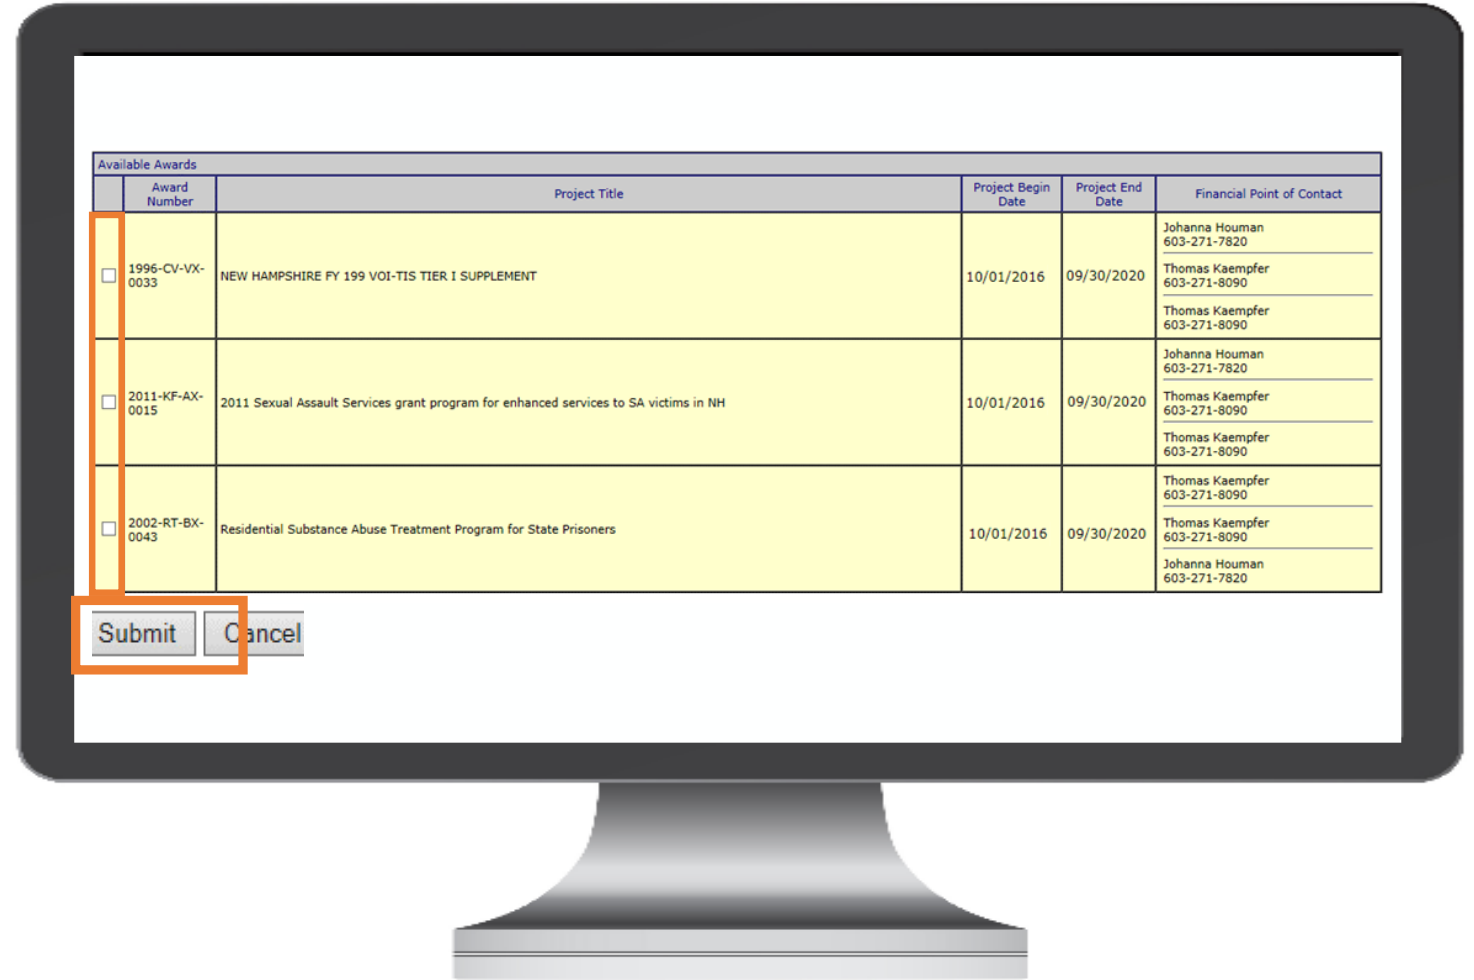 Available Awards
Award Number
Project Title
Project Begin Date
Project End Date
Financial Point of Contact
1996-CV-VX-
0033
NEW HAMPSHIRE FY 199 VOI-TIS TIER I SUPPLEMENT
10/01/2016
09/30/2020
Johanna Houman
603-271-7820
Thomas Kaempfer
603-271-8090
Thomas Kaempfer
603-271-8090
2011-KF-AX-
0015
2011 Sexual Assault Services grant program for enhanced services to SA victims in NH
10/01/2016
09/30/2020
Johanna Houman
603-271-7820
Thomas Kaempfer
603-271-8090
Thomas Kaempfer
603-271-8090
2002-RT-BX-
0043
Residential Substance Abuse Treatment Program for State Prisoners
10/01/2016
09/30/2020
Thomas Kaempfer
603-271-8090
Thomas Kaempfer
603-271-8090
Johanna Houman
603-271-7820
Submit
Cancel